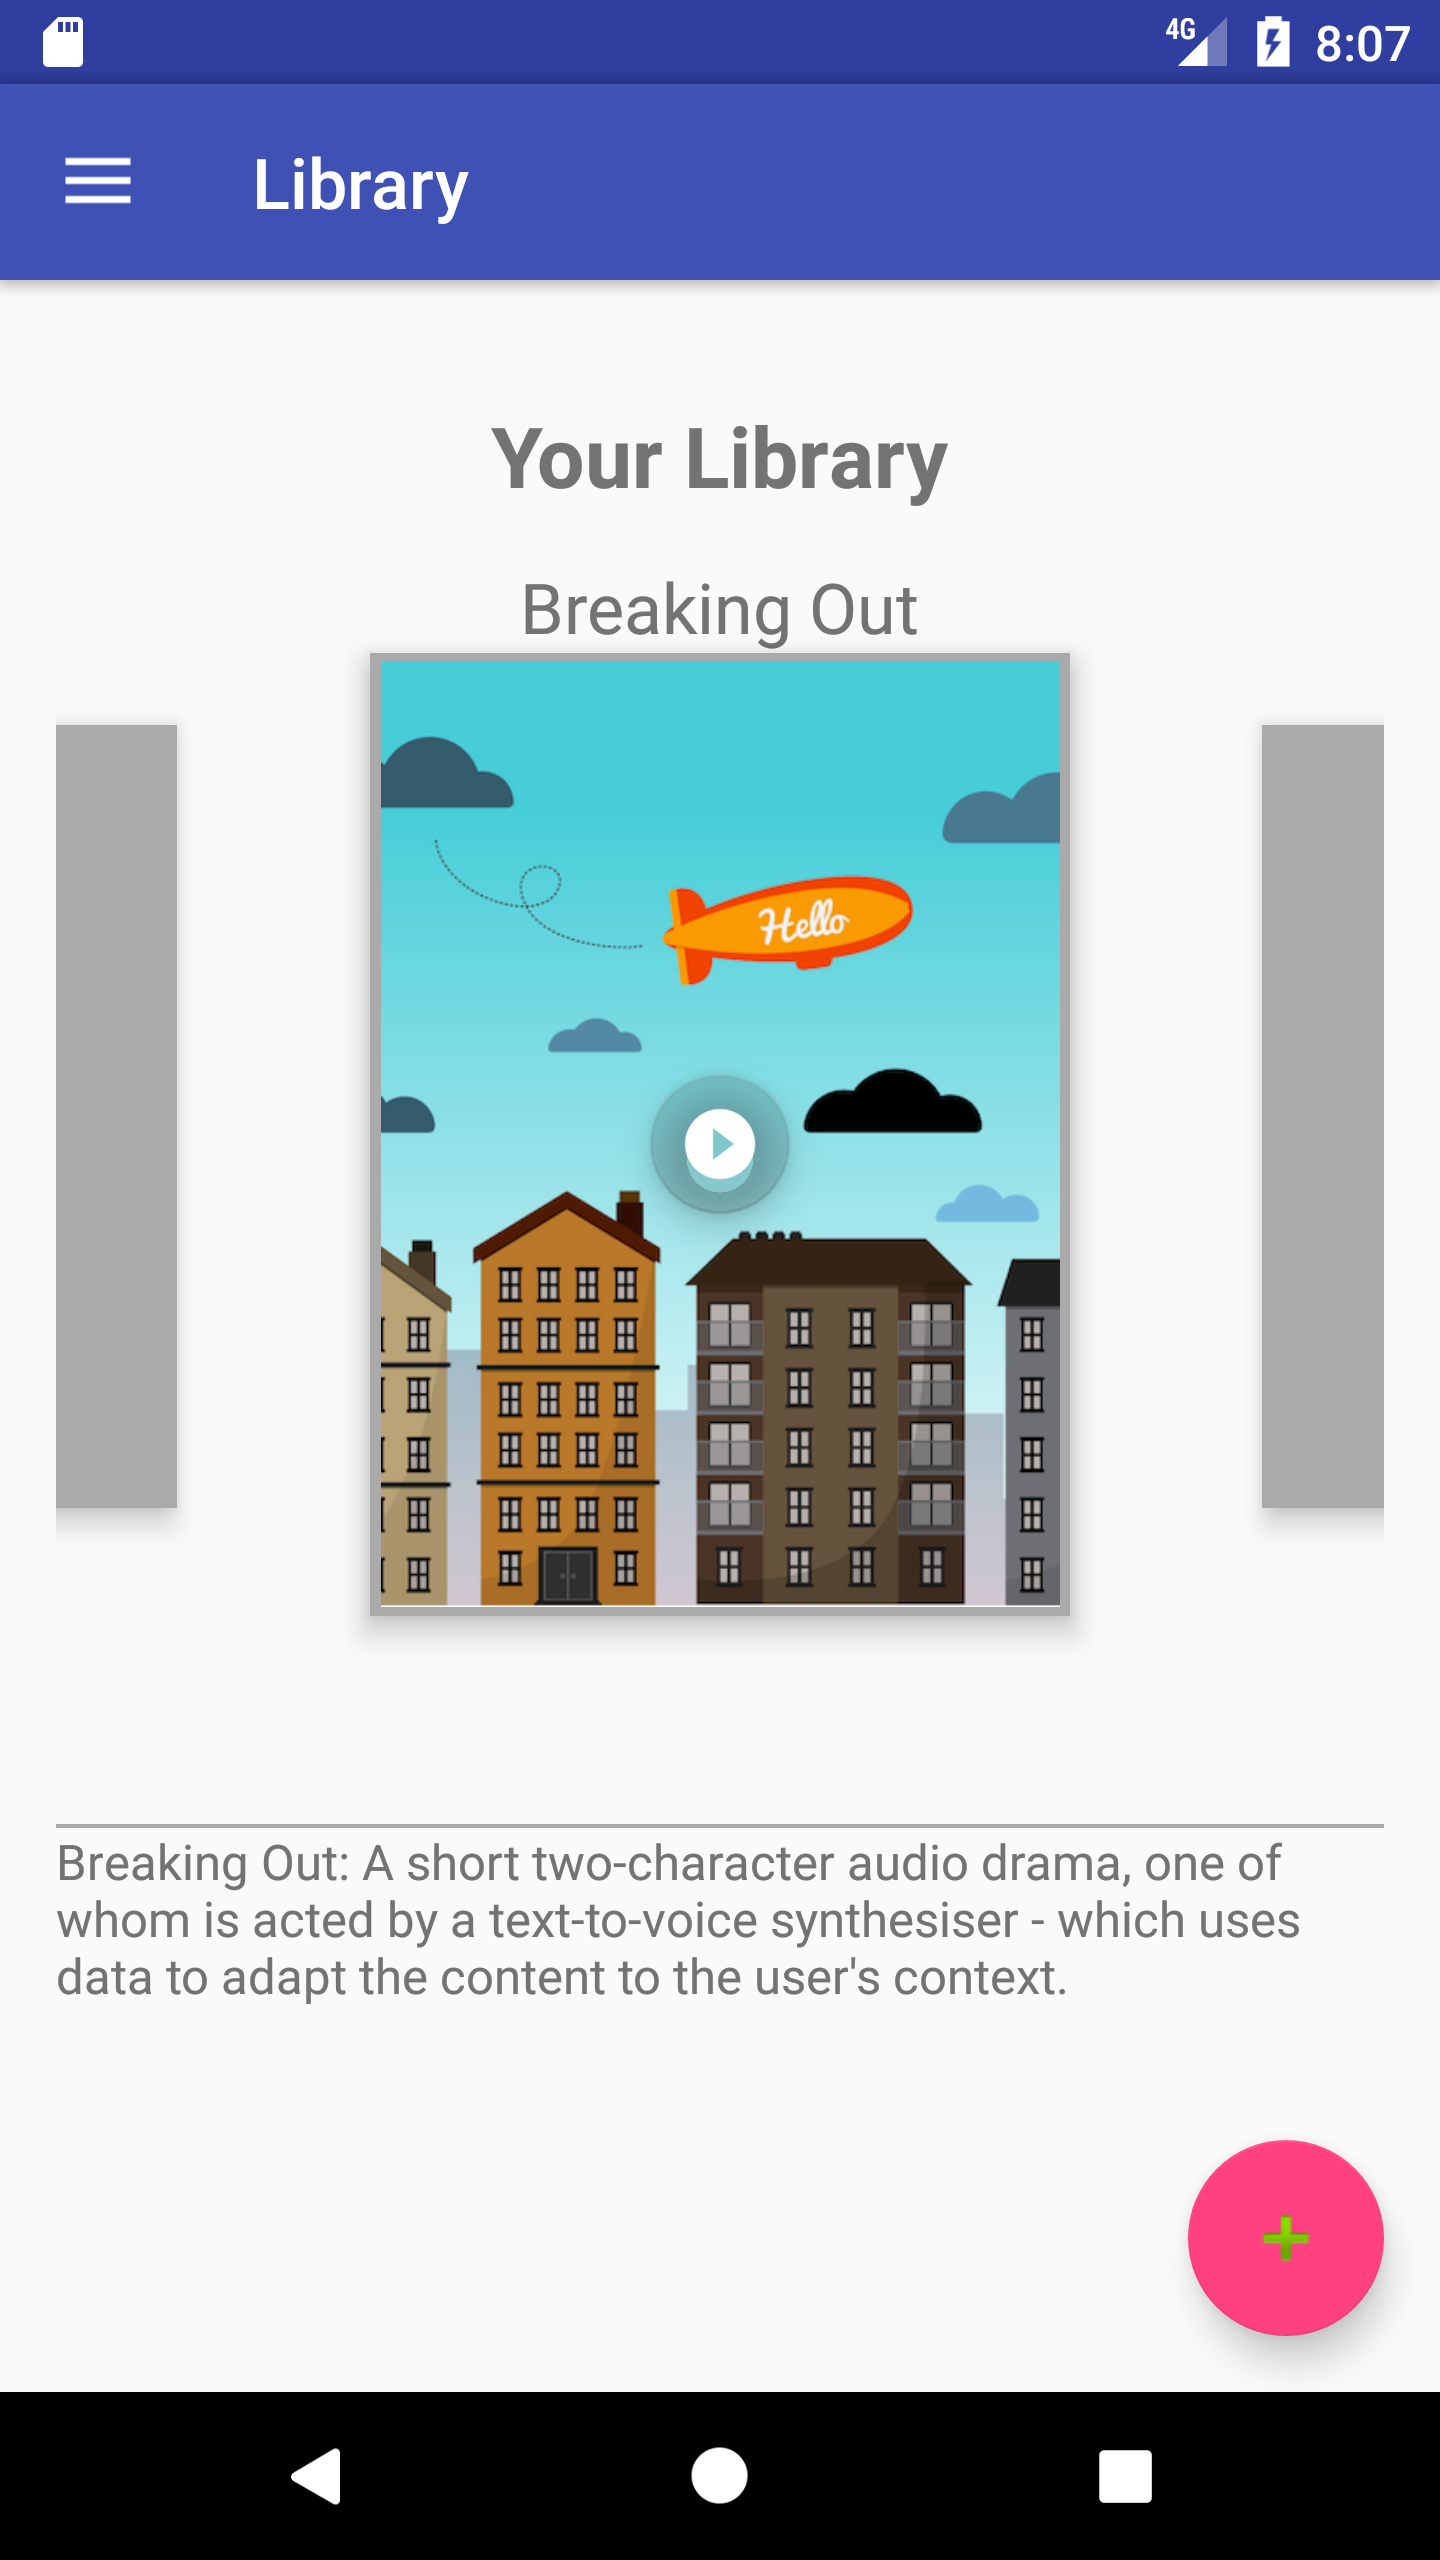 4G 8:07
Library
Your Library
Breaking Out
Hello
Breaking Out: A short two-character audio drama, one of
whom is acted by a text-to-voice synthesiser - which uses
data to adapt the content to the user's context.